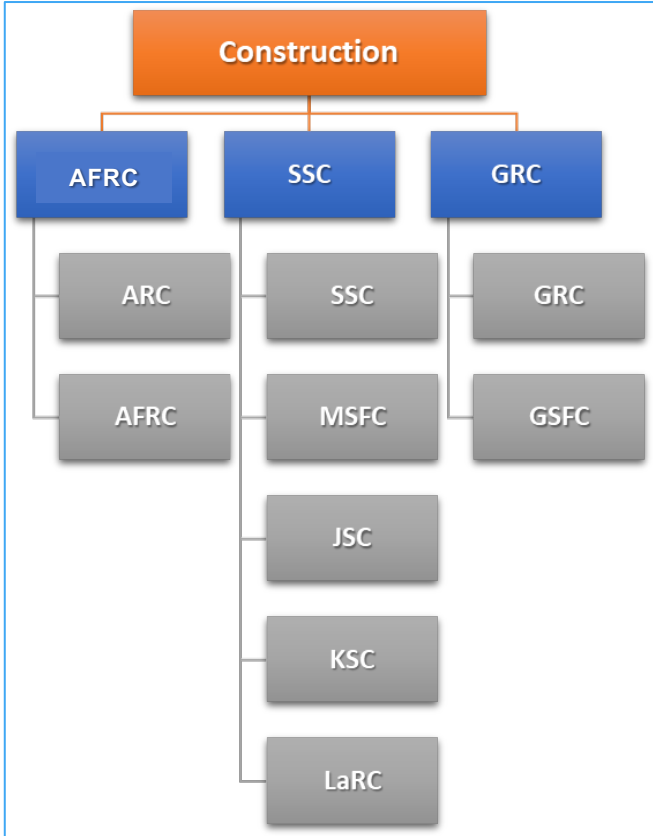 Construction
AFRC
SSC
GRC
ARC
SSC
GRC
AFRC
MSFC
GSFC
JSC
KSC
LaRC